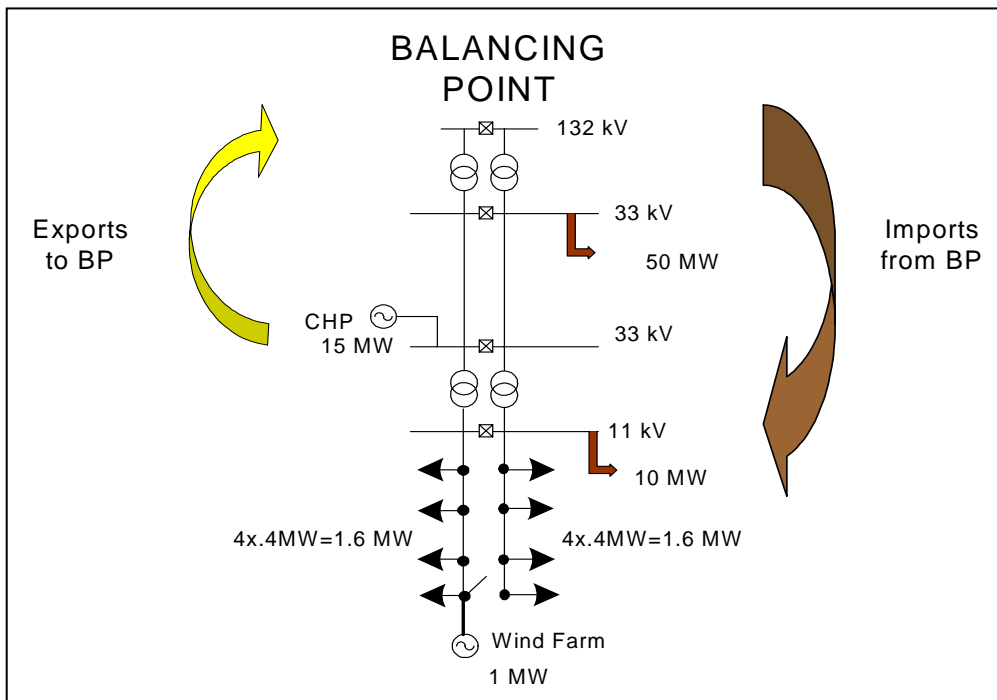 BALANCING
POINT
132 kV
33 kV
Exports
to BP
Imports
from BP
50 MW
CHP
15 MW
33 kV
11 kV
10 MW
4x.4MW=1.6 MW
4x.4MW=1.6 MW
Wind Farm
1 MW